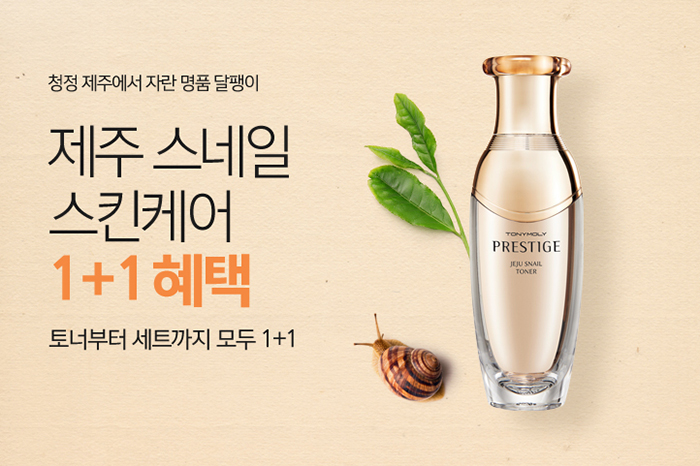 청정 제주에서 자란 명품 달팽이
제주 스네일
스킨케어
1+1 혜택
토너부터 세트까지 모두 1+1
TONYMOLY
PRESTIGE
JEJU SNAIL
TONER